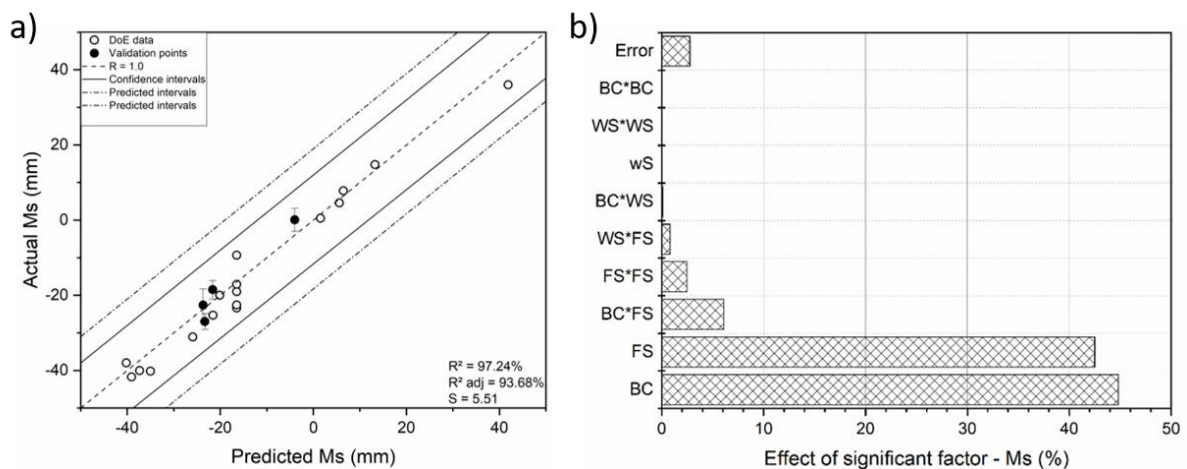 a)
DoE data
Validation points
R = 1.0
Confidence intervals
Predicted intervals
Predicted intervals
40
20
0
-20
-40
Actual Ms (mm)
R² = 97.24%
R² adj = 93.68%
S = 5.51
-40
-20
0
20
40
Predicted Ms (mm)
b)
Error
BC*BC
WS*WS
wS
BC*WS
WS*FS
FS*FS
BC*FS
FS
BC
0
10
20
30
40
50
Effect of significant factor - Ms (%)